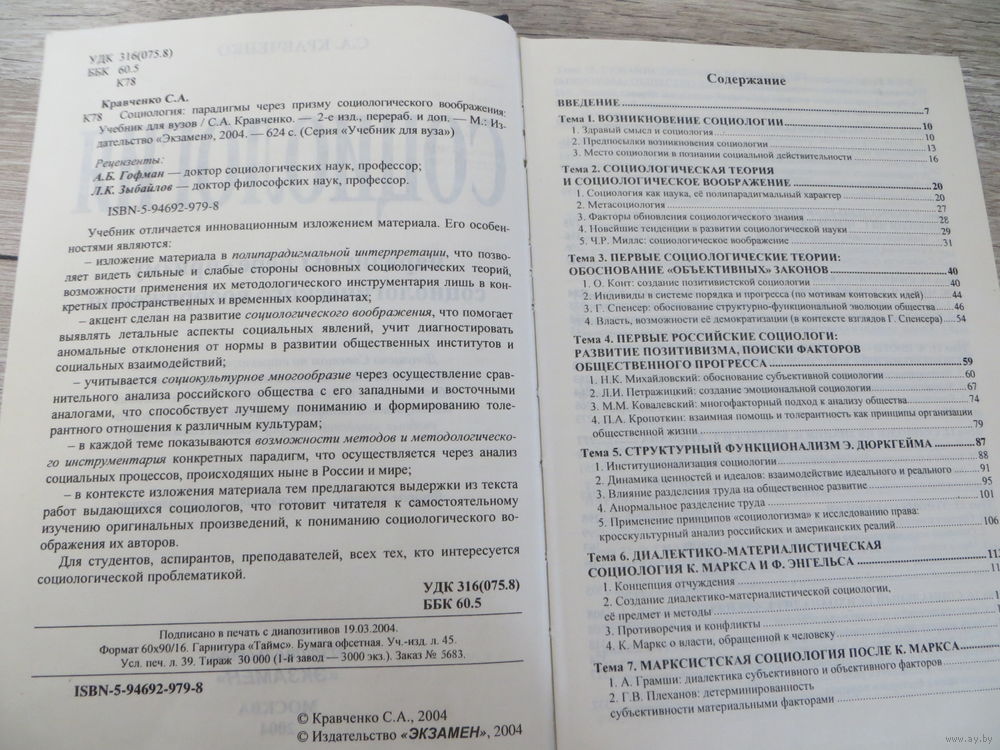 УДК 316(075.8)
ББК 60.5
К78
Кравченко С.А.
К78 Социология: парадигмы через призму социологического воображения:
Учебник для вузов / С.А. Кравченко. — 2-е изд., перераб. и доп. — М.: Из-
дательство «Экзамен», 2004. — 624 с. (Серия «Учебник для вуза»)
Рецензенты:
А.Б. Гофман — доктор социологических наук, профессор;
Л.К. Зыбайлов — доктор философских наук, профессор.
ISBN-5-94692-979-8
Учебник отличается инновационным изложением материала. Его особен-
ностями являются:
– изложение материала в полипарадигмальной интерпретации, что позво-
ляет видеть сильные и слабые стороны основных социологических теорий,
возможности применения их методологического инструментария лишь в кон-
кретных пространственных и временных координатах;
– акцент сделан на развитие социологического воображения, что помогает
выявлять летальные аспекты социальных явлений, учит диагностировать
аномальные отклонения от нормы в развитии общественных институтов и
социальных взаимодействий;
– учитывается социокультурное многообразие через осуществление срав-
нительного анализа российского общества с его западными и восточными
аналогами, что способствует лучшему пониманию и формированию толе-
рантного отношения к различным культурам;
– в каждой теме показываются возможности методов и методологическо-
го инструментария конкретных парадигм, что осуществляется через анализ
социальных процессов, происходящих ныне в России и мире;
– в контексте изложения материала тем предлагаются выдержки из текста
работ выдающихся социологов, что готовит читателя к самостоятельному
изучению оригинальных произведений, к пониманию социологического во-
ображения их авторов.
Для студентов, аспирантов, преподавателей, всех тех, кто интересуется
социологической проблематикой.
УДК 316(075.8)
ББК 60.5
Подписано в печать с диапозитивов 19.03.2004.
Формат 60x90/16. Гарнитура «Таймс». Бумага офсетная. Уч.-изд. л. 45.
Усл. печ. л. 39. Тираж 30 000 (1-й завод — 3000 экз.). Заказ № 5683.
ISBN-5-94692-979-8
© Кравченко С.А., 2004
© Издательство «ЭКЗАМЕН», 2004
Содержание
ВВЕДЕНИЕ 7
Тема 1. ВОЗНИКНОВЕНИЕ СОЦИОЛОГИИ 10
1. Здравый смысл и социология 10
2. Предпосылки возникновения социологии 13
3. Место социологии в познании социальной действительности 16
Тема 2. СОЦИОЛОГИЧЕСКАЯ ТЕОРИЯ
И СОЦИОЛОГИЧЕСКОЕ ВООБРАЖЕНИЕ 20
1. Социология как наука, её полипарадигмальный характер 20
2. Метасоциология 27
3. Факторы обновления социологического знания 28
4. Новейшие тенденции в развитии социологической науки 29
5. Ч.Р. Миллс: социологическое воображение 31
Тема 3. ПЕРВЫЕ СОЦИОЛОГИЧЕСКИЕ ТЕОРИИ:
ОБОСНОВАНИЕ «ОБЪЕКТИВНЫХ» ЗАКОНОВ 40
1. О. Конт: создание позитивистской социологии 40
2. Индивиды в системе порядка и прогресса (по мотивам контовских идей) 44
3. Г. Спенсер: обоснование структурно-функциональной эволюции общества 46
4. Власть, возможности её демократизации (в контексте взглядов Г. Спенсера) 54
Тема 4. ПЕРВЫЕ РОССИЙСКИЕ СОЦИОЛОГИ:
РАЗВИТИЕ ПОЗИТИВИЗМА, ПОИСКИ ФАКТОРОВ
ОБЩЕСТВЕННОГО ПРОГРЕССА 59
1. Н.К. Михайловский: обоснование субъективной социологии 60
2. Л.И. Петражицкий: создание эмоциональной социологии 67
3. М.М. Ковалевский: многофакторный подход к анализу общества 74
4. П.А. Кропоткин: взаимная помощь и толерантность как принципы организации
общественной жизни 79
Тема 5. СТРУКТУРНЫЙ ФУНКЦИОНАЛИЗМ Э. ДЮРКГЕЙМА 87
1. Институционализация социологии 88
2. Динамика ценностей и идеалов: взаимодействие идеального и реального 91
3. Влияние разделения труда на общественное развитие 95
4. Анормальное разделение труда 101
5. Применение принципов «социологизма» к исследованию права:
кросскультурный анализ российских и американских реалий 106
Тема 6. ДИАЛЕКТИКО-МАТЕРИАЛИСТИЧЕСКАЯ
СОЦИОЛОГИЯ К. МАРКСА И Ф. ЭНГЕЛЬСА 113
1. Концепция отчуждения
2. Создание диалектико-материалистической социологии,
её предмет и методы
3. Противоречия и конфликты
4. К. Маркс о власти, обращенной к человеку
Тема 7. МАРКСИСТСКАЯ СОЦИОЛОГИЯ ПОСЛЕ К. МАРКСА
1. А. Грамши: диалектика субъективного и объективного факторов
2. Г.В. Плеханов: детерминированность
субъективности материальными факторами
www.ay.by